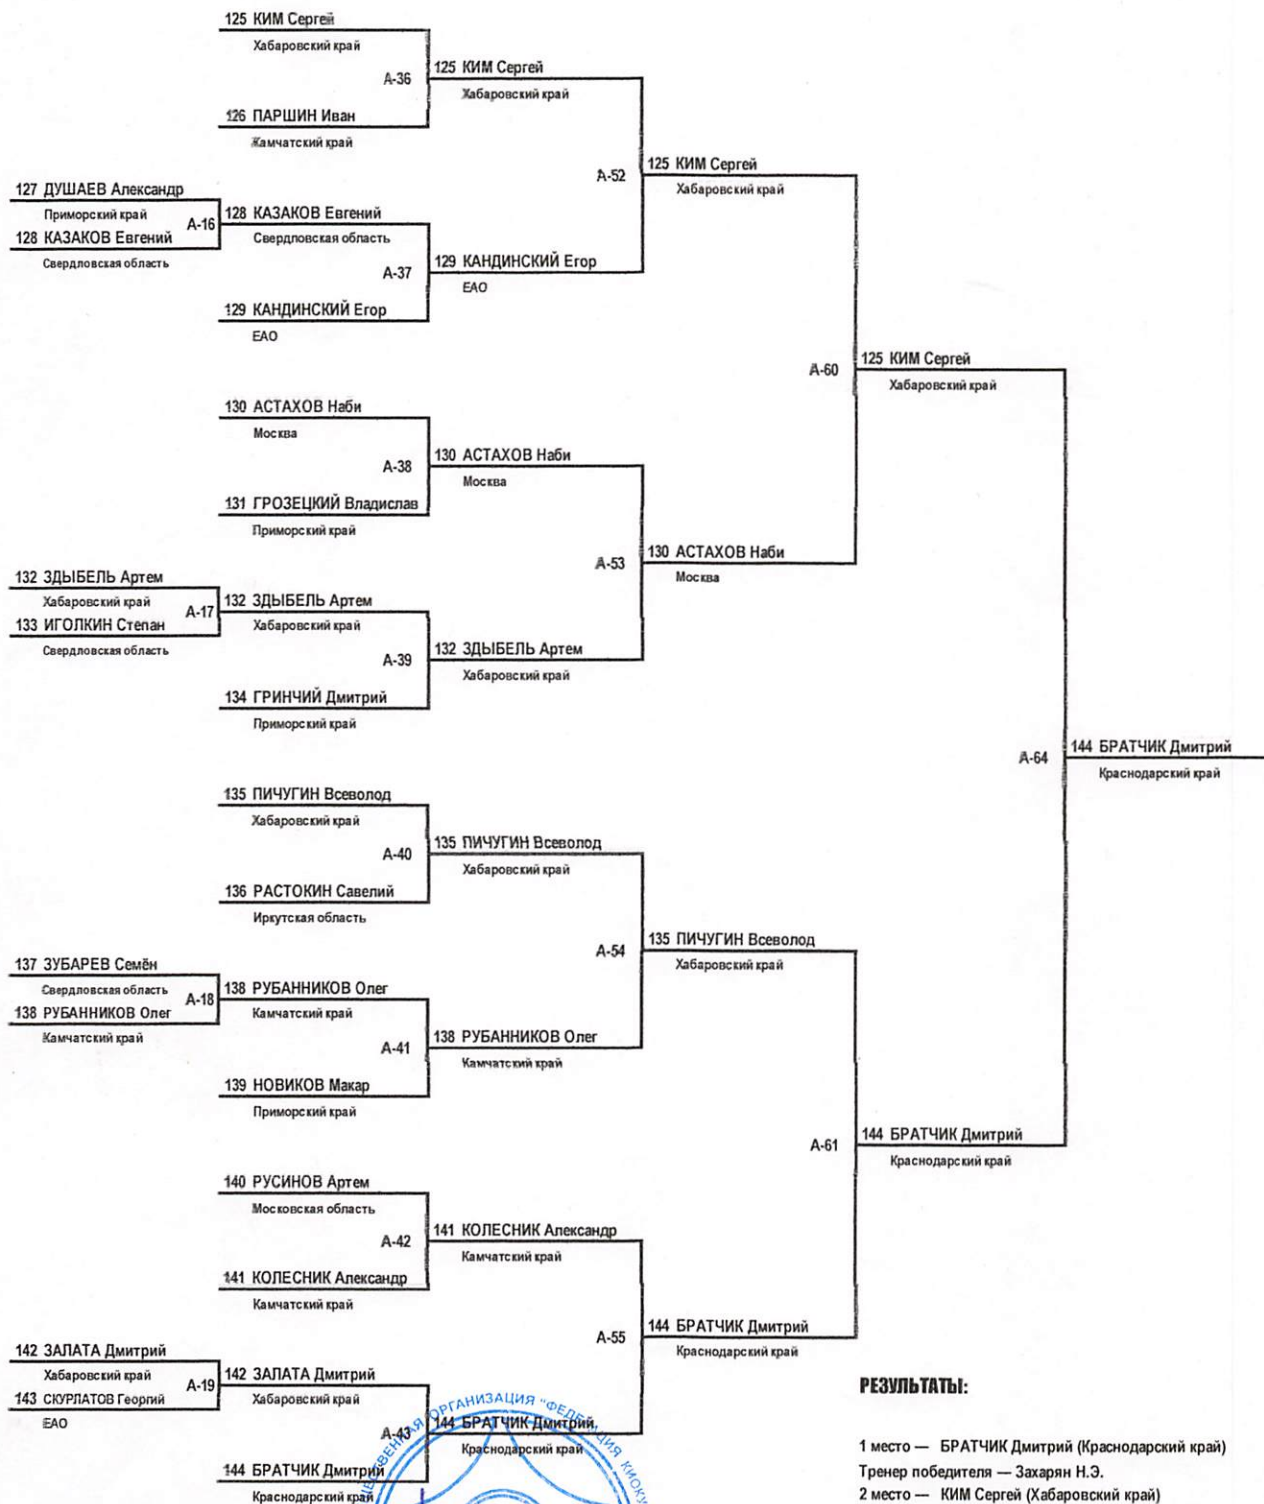 125 КИМ Сергей
Хабаровский край
А-36
126 ПАРШИН Иван
Камчатский край
125 КИМ Сергей
Хабаровский край
127 ДУШАЕВ Александр
Приморский край
А-16
128 КАЗАКОВ Евгений
Свердловская область
128 КАЗАКОВ Евгений
Свердловская область
А-37
129 КАНДИНСКИЙ Егор
ЕАО
129 КАНДИНСКИЙ Егор
ЕАО
А-52
125 КИМ Сергей
Хабаровский край
130 АСТАХОВ Наби
Москва
А-38
131 ГРОЗЕЦКИЙ Владислав
Приморский край
130 АСТАХОВ Наби
Москва
132 ЗДЫБЕЛЬ Артем
Хабаровский край
А-17
133 ИГОЛКИН Степан
Свердловская область
132 ЗДЫБЕЛЬ Артем
Хабаровский край
А-39
134 ГРИНЧИЙ Дмитрий
Приморский край
132 ЗДЫБЕЛЬ Артем
Хабаровский край
А-53
130 АСТАХОВ Наби
Москва
А-60
125 КИМ Сергей
Хабаровский край
135 ПИЧУГИН Всеволод
Хабаровский край
А-40
136 РАСТОКИН Савелий
Иркутская область
135 ПИЧУГИН Всеволод
Хабаровский край
137 ЗУБАРЕВ Семён
Свердловская область
А-18
138 РУБАННИКОВ Олег
Камчатский край
138 РУБАННИКОВ Олег
Камчатский край
А-41
139 НОВИКОВ Макар
Приморский край
138 РУБАННИКОВ Олег
Камчатский край
А-54
135 ПИЧУГИН Всеволод
Хабаровский край
140 РУСИНОВ Артем
Московская область
А-42
141 КОЛЕСНИК Александр
Камчатский край
141 КОЛЕСНИК Александр
Камчатский край
142 ЗАЛАТА Дмитрий
Хабаровский край
А-19
143 СКУРЛАТОВ Георгий
ЕАО
142 ЗАЛАТА Дмитрий
Хабаровский край
А-43
144 БРАТЧИК Дмитрий
Краснодарский край
144 БРАТЧИК Дмитрий
Краснодарский край
А-55
144 БРАТЧИК Дмитрий
Краснодарский край
А-61
144 БРАТЧИК Дмитрий
Краснодарский край
А-64
144 БРАТЧИК Дмитрий
Краснодарский край
ОРГАНИЗАЦИЯ "ФЕДЕРАЦИЯ
РЕЗУЛЬТАТЫ:
1 место — БРАТЧИК Дмитрий (Краснодарский край)
Тренер победителя — Захарян Н.Э.
2 место — КИМ Сергей (Хабаровский край)